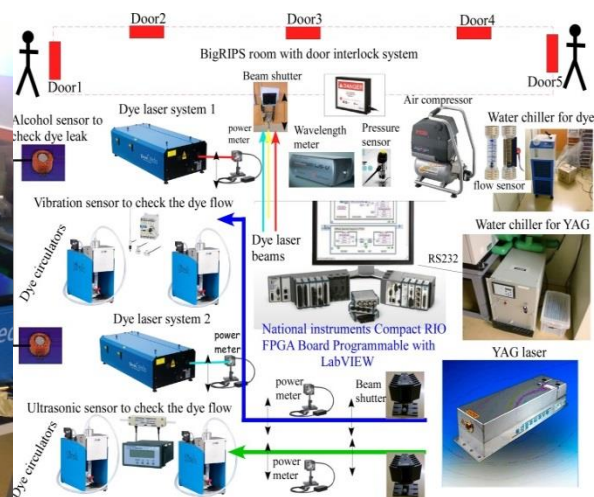 Door2
Door3
Door4
BigRIPS room with door interlock system
Door1
Door5
Beam shutter
Dye laser system 1
Air compressor
Alcohol sensor to
check dye leak
power
meter
Wavelength
meter
Pressure
sensor
Water chiller for dye
flow sensor
Vibration sensor to check the dye flow
Dye circulators
Dye laser
beams
Water chiller for YAG
RS232
National instruments Compact RIO
FPGA Board Programmable with
LabVIEW
Dye laser system 2
power
meter
YAG laser
Ultrasonic sensor to check the dye flow
power
meter
Beam
shutter
Dye circulators
power
meter